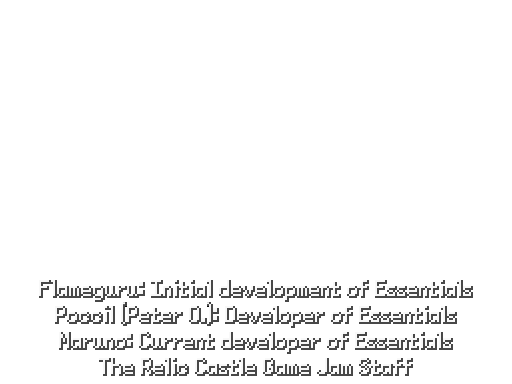 Flameguru: Initial development of Essentials
Poccil (Peter O.): Developer of Essentials
Maruno: Current developer of Essentials
The Relic Castle Game Jam Staff